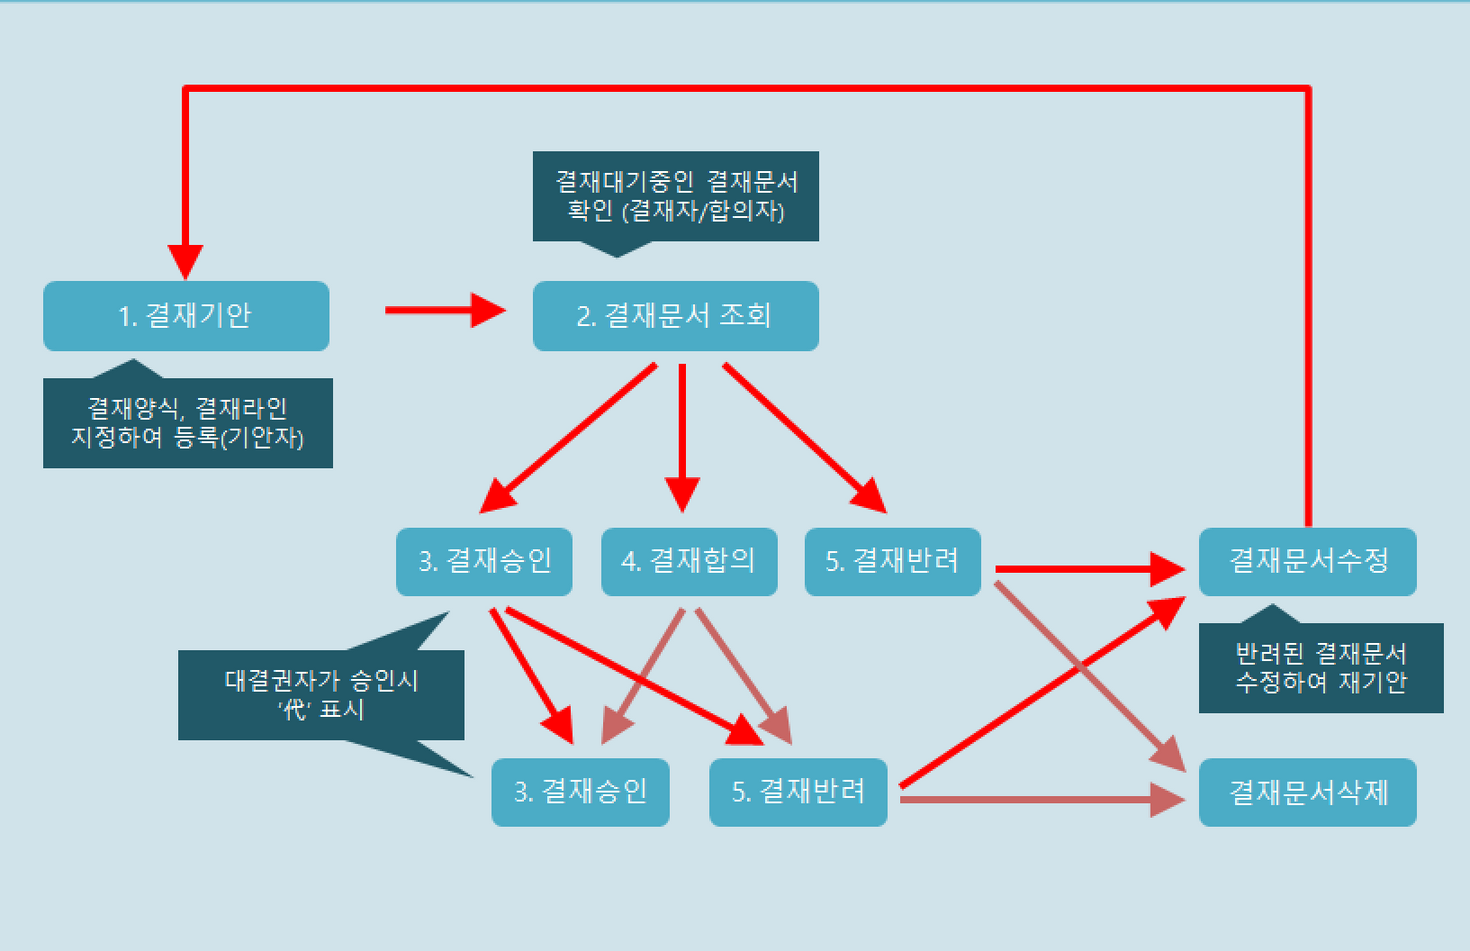 결재대기중인 결재문서
확인 (결재자/합의자)
1. 결재기안
2. 결재문서 조회
결재양식, 결재라인
지정하여 등록(기안자)
3. 결재승인
4. 결재합의
5. 결재반려
결재문서수정
대결권자가 승인시
'代' 표시
반려된 결재문서
수정하여 재기안
3. 결재승인
5. 결재반려
결재문서삭제